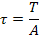 τ = T/A